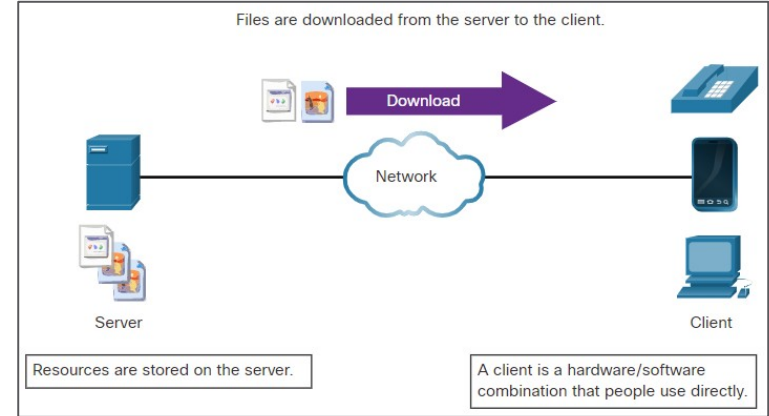 Files are downloaded from the server to the client.
Download
Network
Server
Client
Resources are stored on the server.
A client is a hardware/software
combination that people use directly.